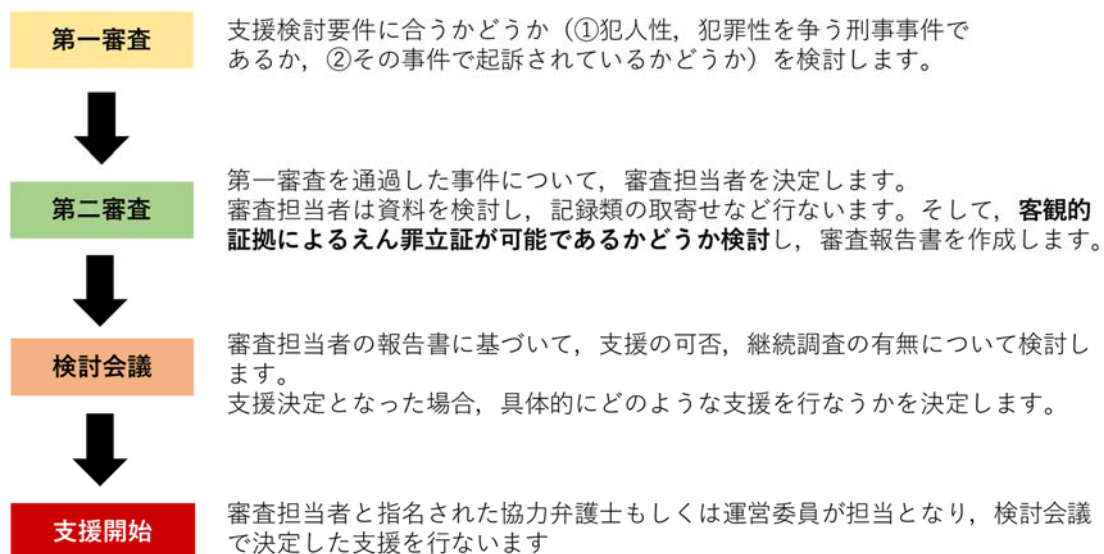 第一審査
支援検討要件に合うかどうか（①犯人性，犯罪性を争う刑事事件で
あるか，②その事件で起訴されているかどうか）を検討します。
第二審査
第一審査を通過した事件について，審査担当者を決定します。
審査担当者は資料を検討し，記録類の取寄せなど行ないます。そして，客観的
証拠によるえん罪立証が可能であるかどうか検討し，審査報告書を作成します。
検討会議
審査担当者の報告書に基づいて，支援の可否，継続調査の有無について検討し
ます。
支援決定となった場合，具体的にどのような支援を行なうかを決定します。
支援開始
審査担当者と指名された協力弁護士もしくは運営委員が担当となり，検討会議
で決定した支援を行ないます